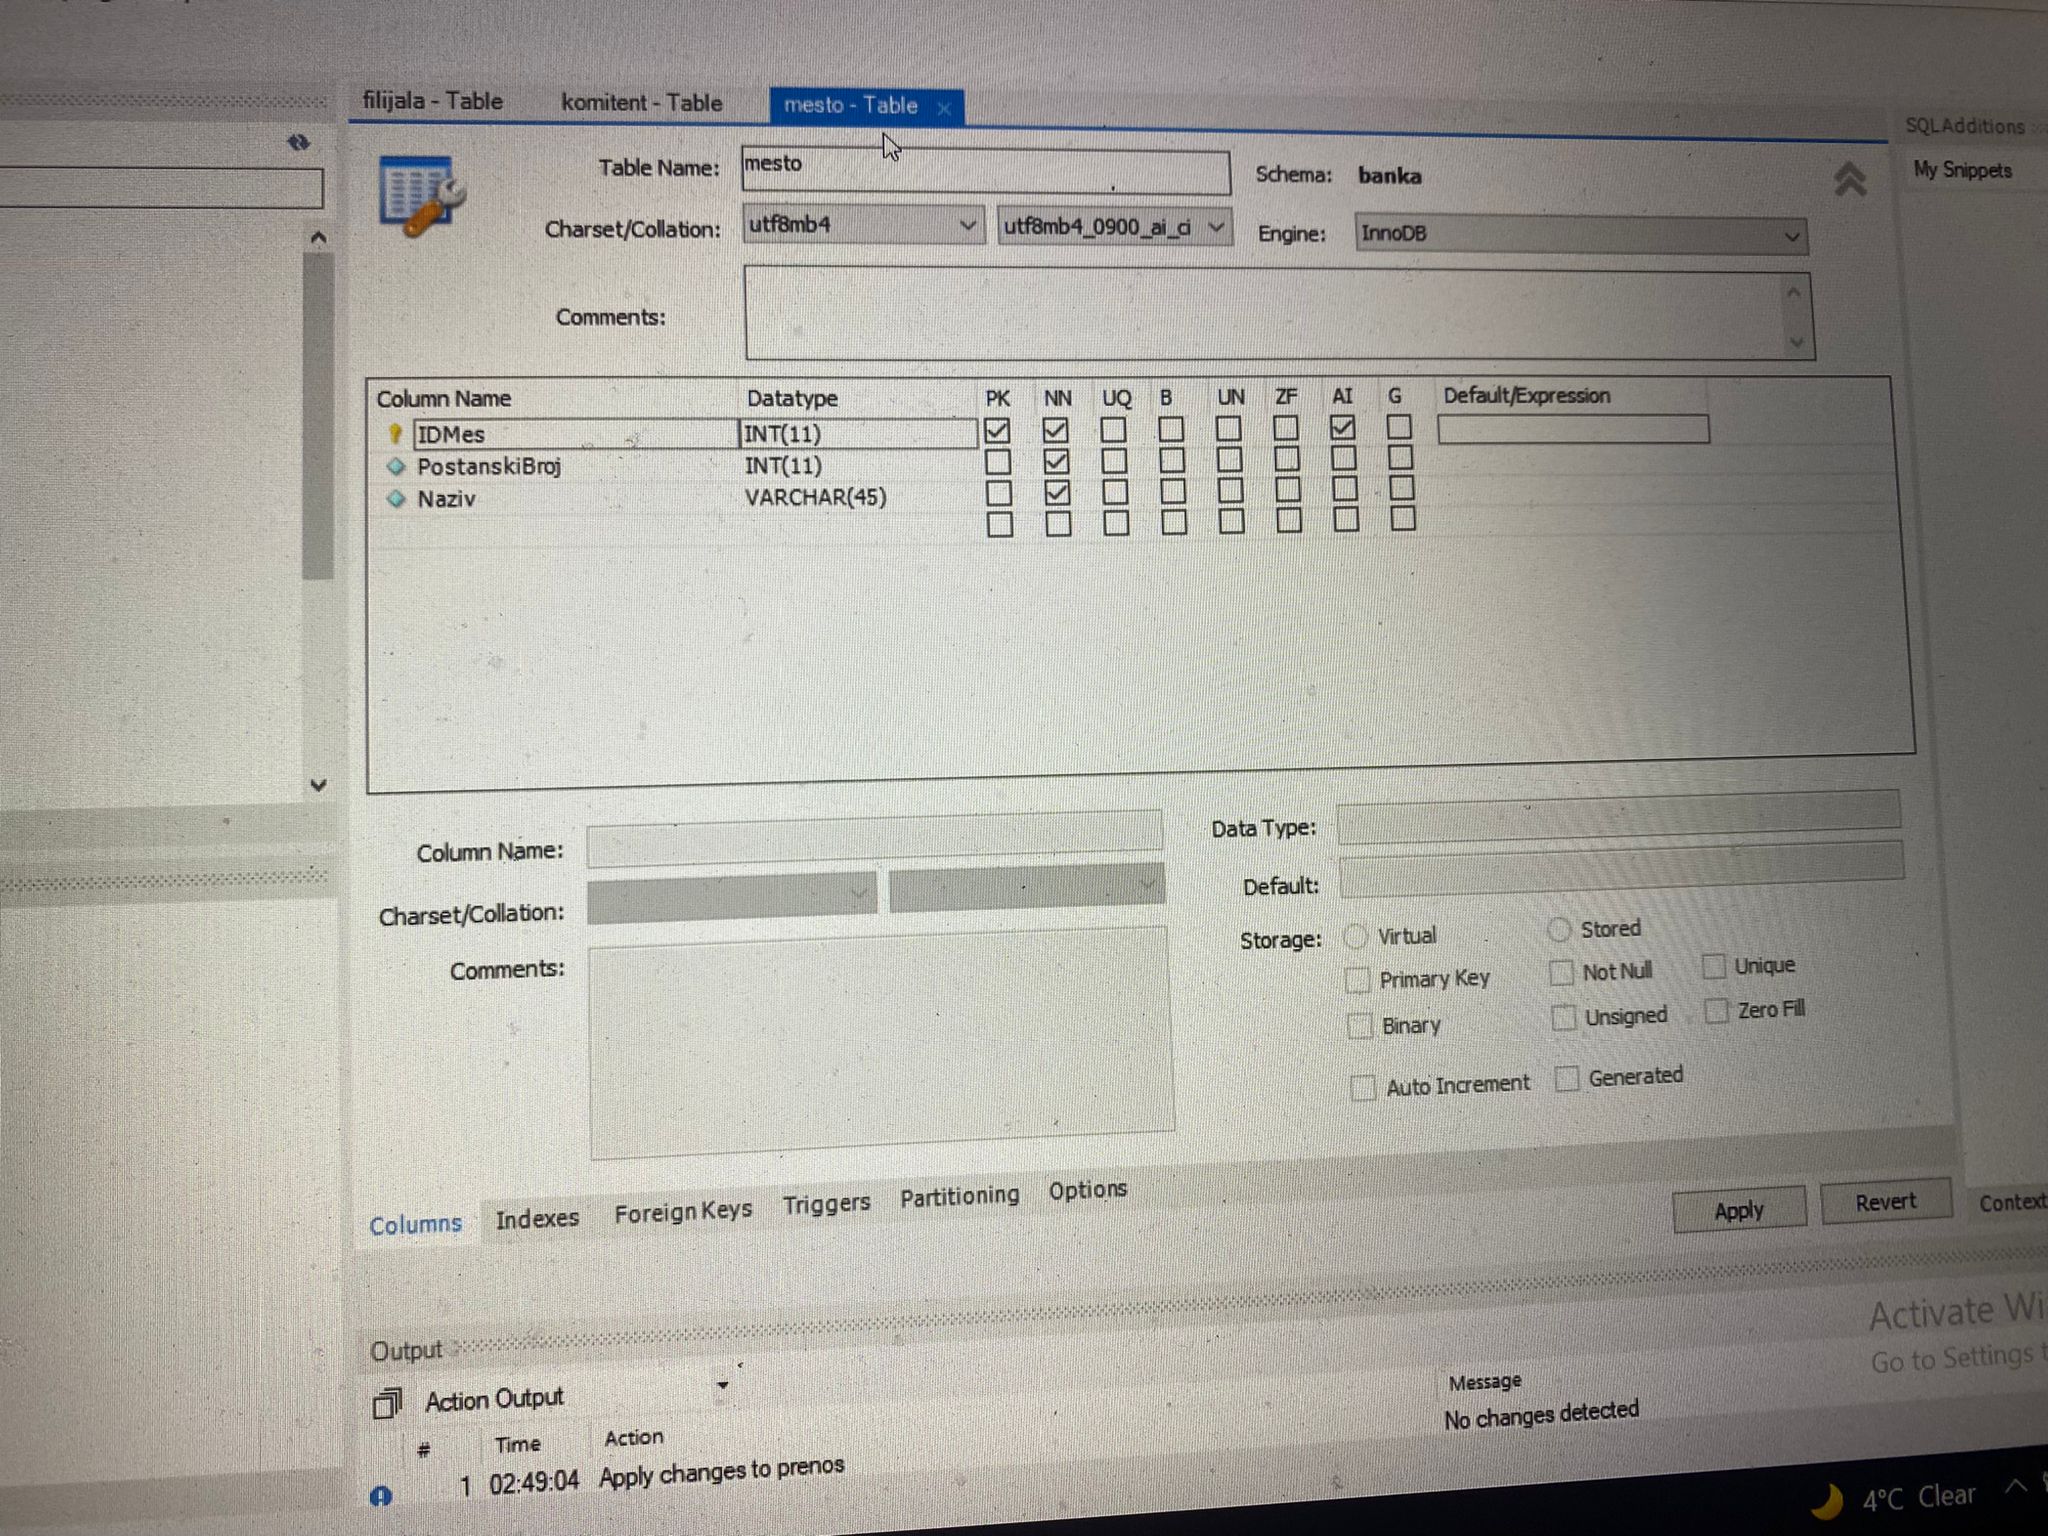 filijala - Table komitent - Table mesto - Table
SQLAdditions
My Snippets
Table Name: mesto Schema: banka
Charset/Collation: utf8mb4 utf8mb4_0900_ai_ci Engine: InnoDB
Comments:
Column Name Datatype PK NN UQ B UN ZF AI G Default/Expression
IDMes INT(11)
PostanskiBroj INT(11)
Naziv VARCHAR(45)
Column Name: Data Type:
Charset/Collation: Default:
Comments: Storage: Virtual Stored
Primary Key Not Null Unique
Binary Unsigned Zero Fill
Auto Increment Generated
Columns Indexes Foreign Keys Triggers Partitioning Options
Apply Revert Context
Output
Activate Wi
Go to Settings t
Action Output
# Time Action Message
1 02:49:04 Apply changes to prenos No changes detected
4°C Clear